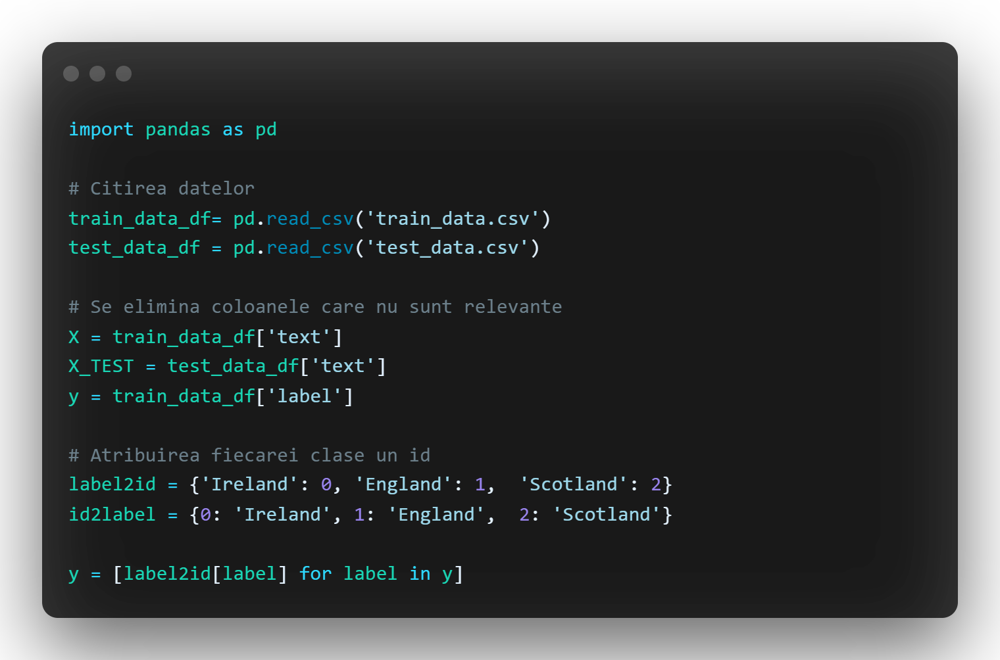 import pandas as pd
# Citirea datelor
train_data_df= pd.read_csv('train_data.csv')
test_data_df = pd.read_csv('test_data.csv')
# Se elimina coloanele care nu sunt relevante
X = train_data_df['text']
X_TEST = test_data_df['text']
y = train_data_df['label']
# Atribuirea fiecarei clase un id
label2id = {'Ireland': 0, 'England': 1,  'Scotland': 2}
id2label = {0: 'Ireland', 1: 'England',  2: 'Scotland'}
y = [label2id[label] for label in y]